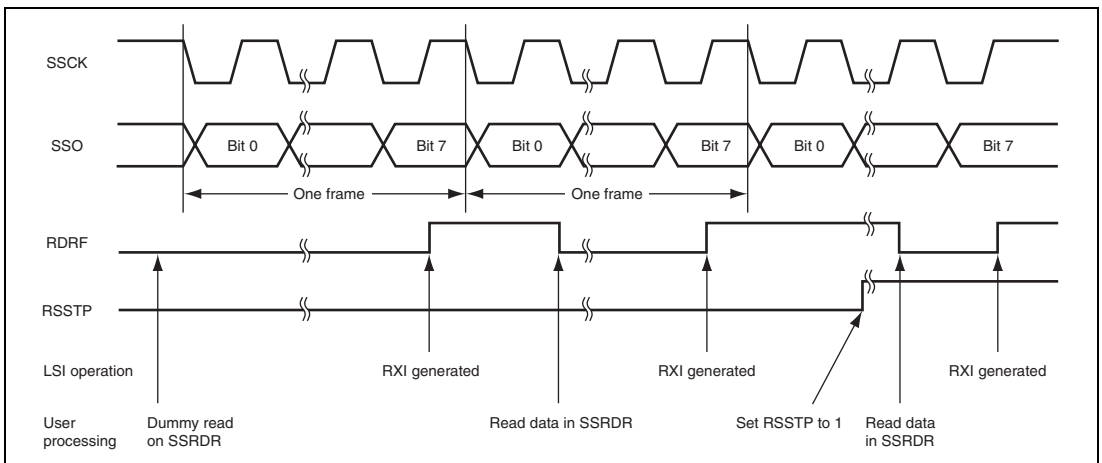 SSCK
SSO
Bit 0
Bit 7
Bit 0
Bit 7
Bit 0
Bit 7
One frame
One frame
RDRF
RSSTP
LSI operation
RXI generated
RXI generated
RXI generated
User
processing
Dummy read
on SSRDR
Read data in SSRDR
Set RSSTP to 1
Read data
in SSRDR